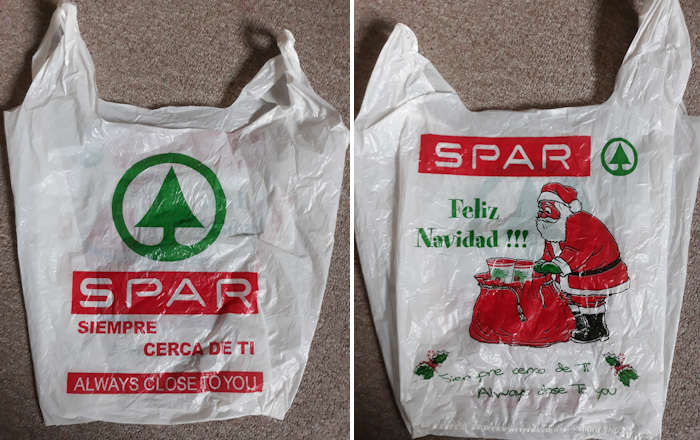 SPAR
SIEMPRE
CERCA DE TI
ALWAYS CLOSE TO YOU
SPAR
Feliz
Navidad !!!
Siempre cerca de Ti
Always close To you